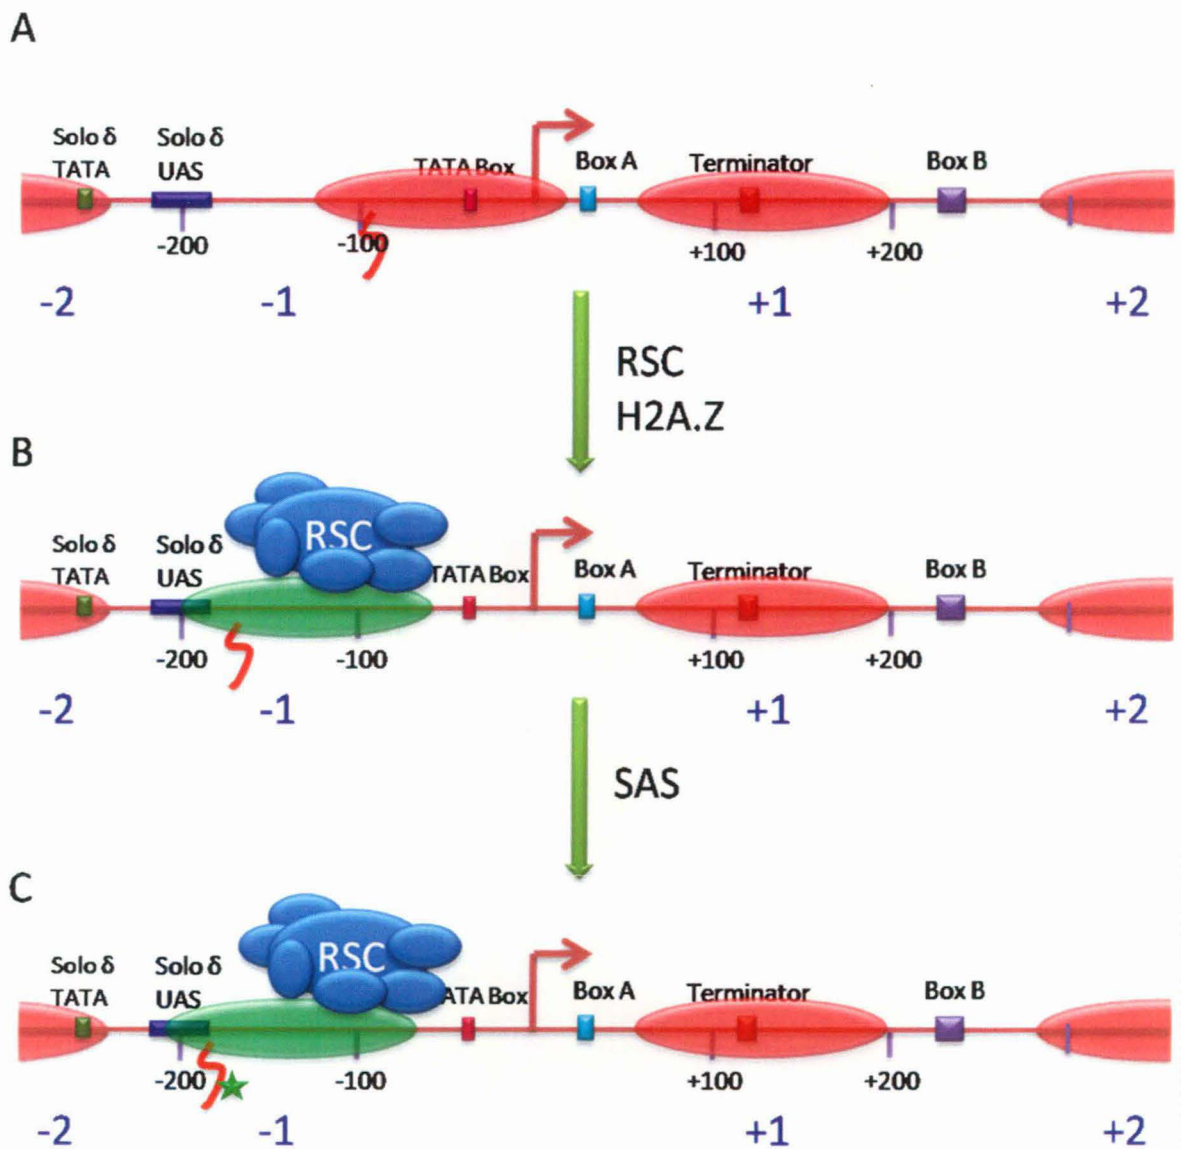 A
Solo δ
TATA
Solo δ
UAS
TATA Box
Box A
Terminator
Box B
-200
-100
+100
+200
-2
-1
+1
+2
RSC
H2A.Z
B
RSC
Solo δ
TATA
Solo δ
UAS
TATA Box
Box A
Terminator
Box B
-200
-100
+100
+200
-2
-1
+1
+2
SAS
C
RSC
Solo δ
TATA
Solo δ
UAS
ATA Box
Box A
Terminator
Box B
-200
-100
+100
+200
-2
-1
+1
+2